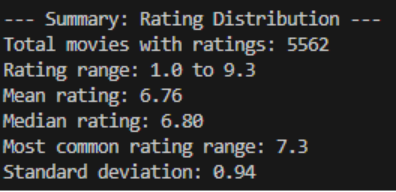 --- Summary: Rating Distribution ---
Total movies with ratings: 5562
Rating range: 1.0 to 9.3
Mean rating: 6.76
Median rating: 6.80
Most common rating range: 7.3
Standard deviation: 0.94